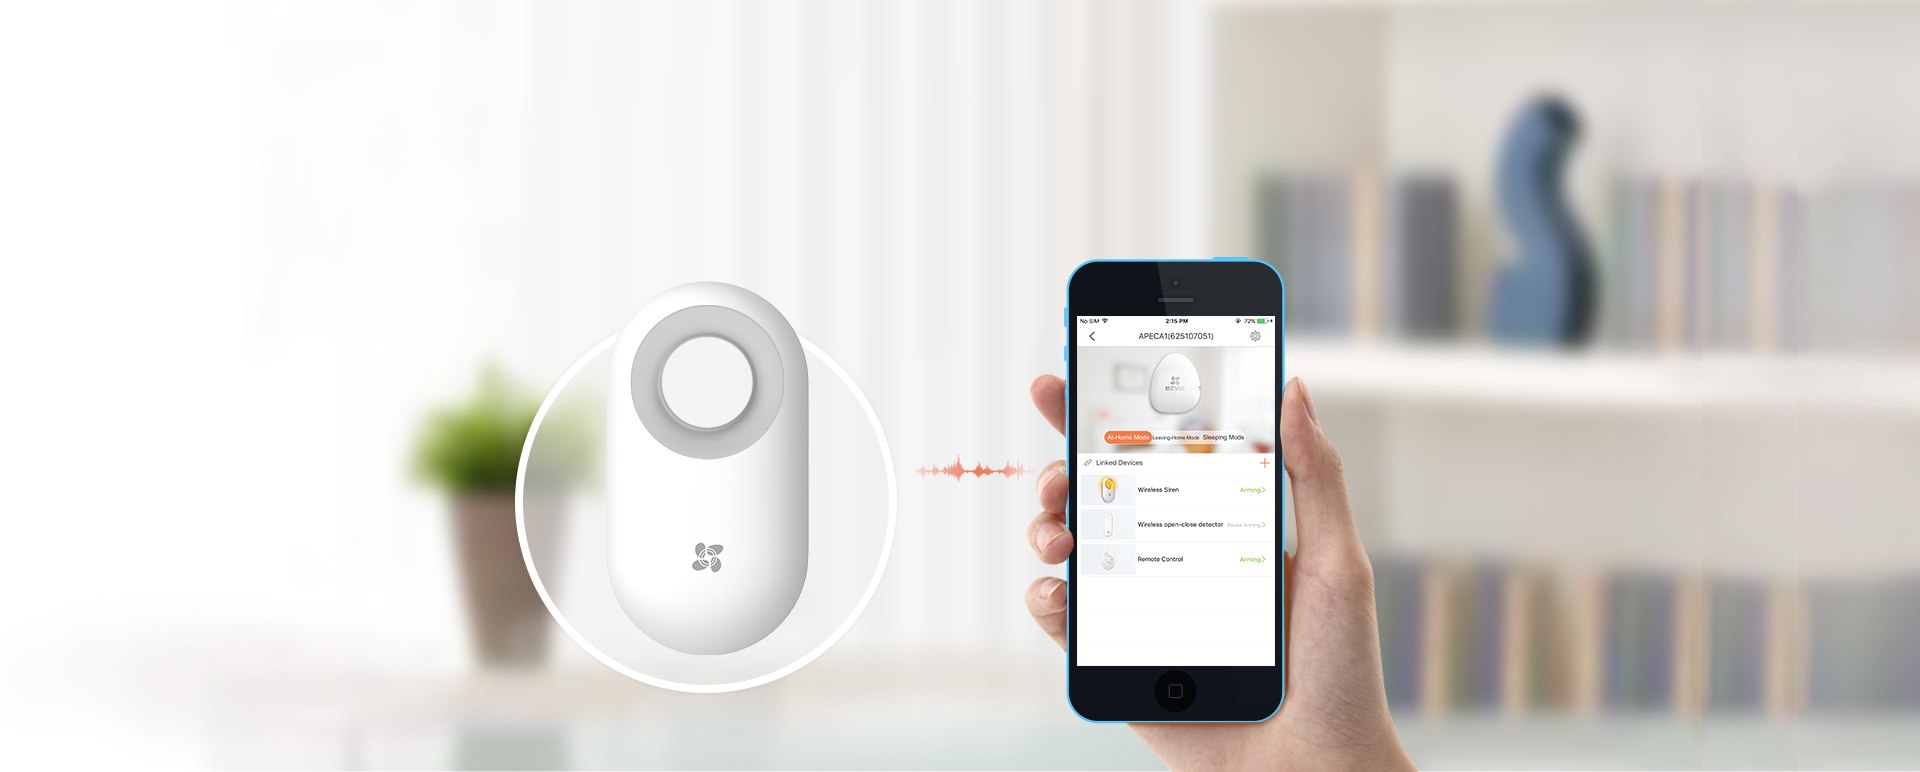 No SIM 2:15 PM 72%
APECA1(625107051)
ezviz
At-Home Mode Leaving-Home Mode Sleeping Mode
Linked Devices
Wireless Siren Arming
Wireless open-close detector Pause Arming
Remote Control Arming